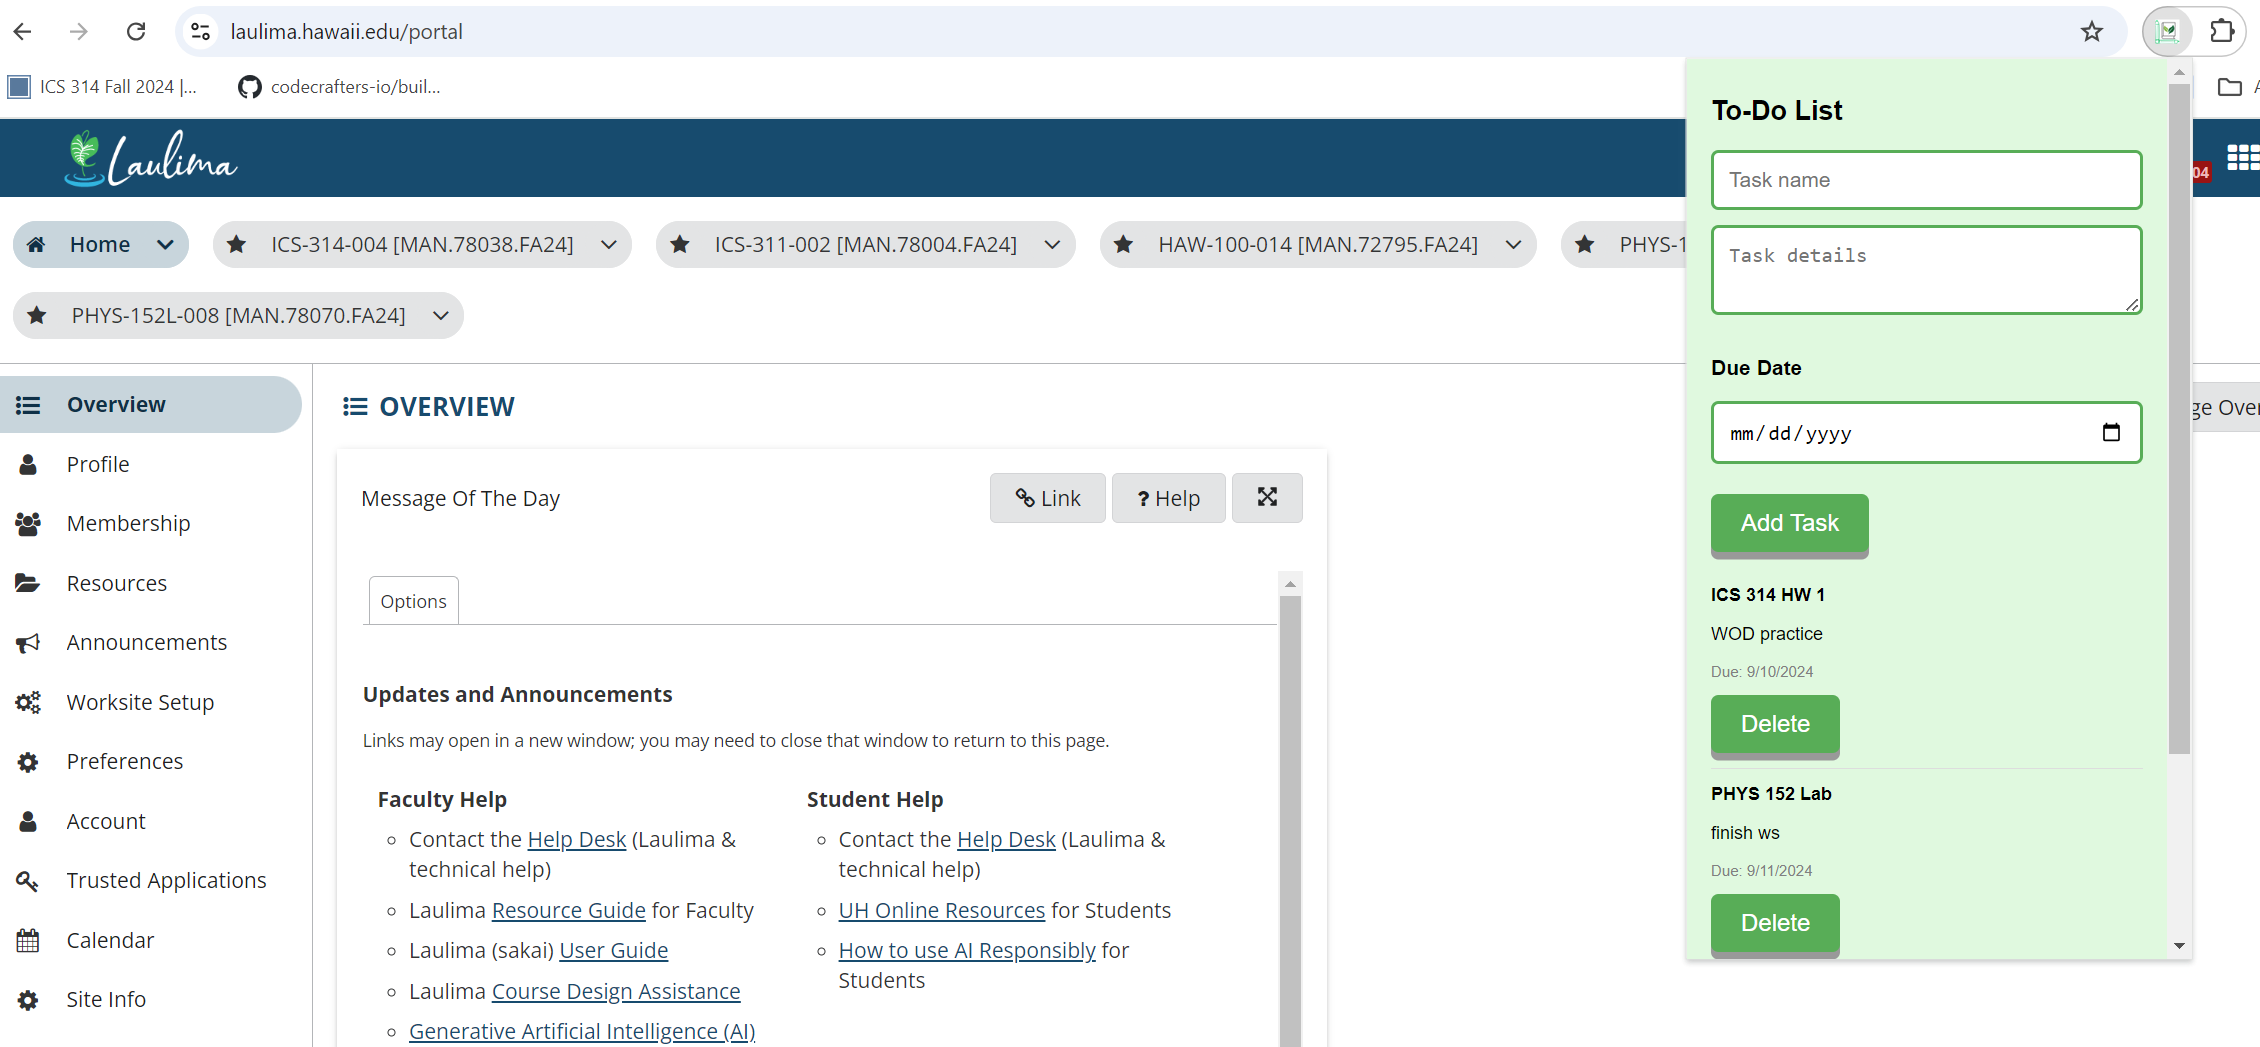 laulima.hawaii.edu/portal
ICS 314 Fall 2024 |...
codecrafters-io/buil...
Laulima
04
Home
ICS-314-004 [MAN.78038.FA24]
ICS-311-002 [MAN.78004.FA24]
HAW-100-014 [MAN.72795.FA24]
PHYS-1
PHYS-152L-008 [MAN.78070.FA24]
Overview
Profile
Membership
Resources
Announcements
Worksite Setup
Preferences
Account
Trusted Applications
Calendar
Site Info
OVERVIEW
ge Over
Message Of The Day
Link
? Help
Options
Updates and Announcements
Links may open in a new window; you may need to close that window to return to this page.
Faculty Help
Contact the Help Desk (Laulima &
technical help)
Laulima Resource Guide for Faculty
Laulima (sakai) User Guide
Laulima Course Design Assistance
Generative Artificial Intelligence (AI)
Student Help
Contact the Help Desk (Laulima &
technical help)
UH Online Resources for Students
How to use AI Responsibly for
Students
To-Do List
Task name
Task details
Due Date
mm/dd/yyyy
Add Task
ICS 314 HW 1
WOD practice
Due: 9/10/2024
Delete
PHYS 152 Lab
finish ws
Due: 9/11/2024
Delete